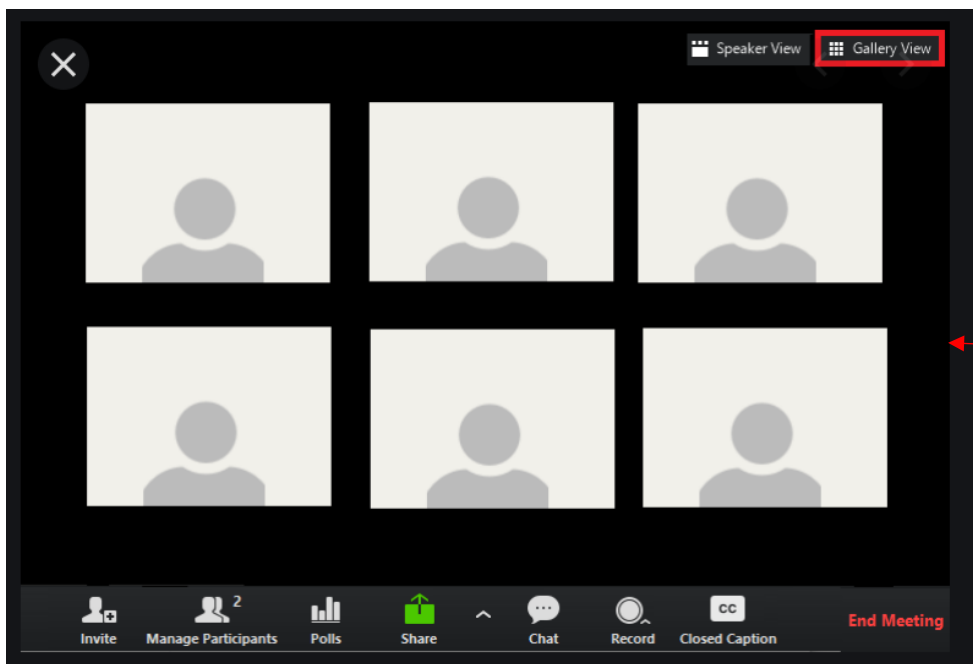 Speaker View Gallery View
2
Invite Manage Participants Polls Share Chat Record CC Closed Caption End Meeting